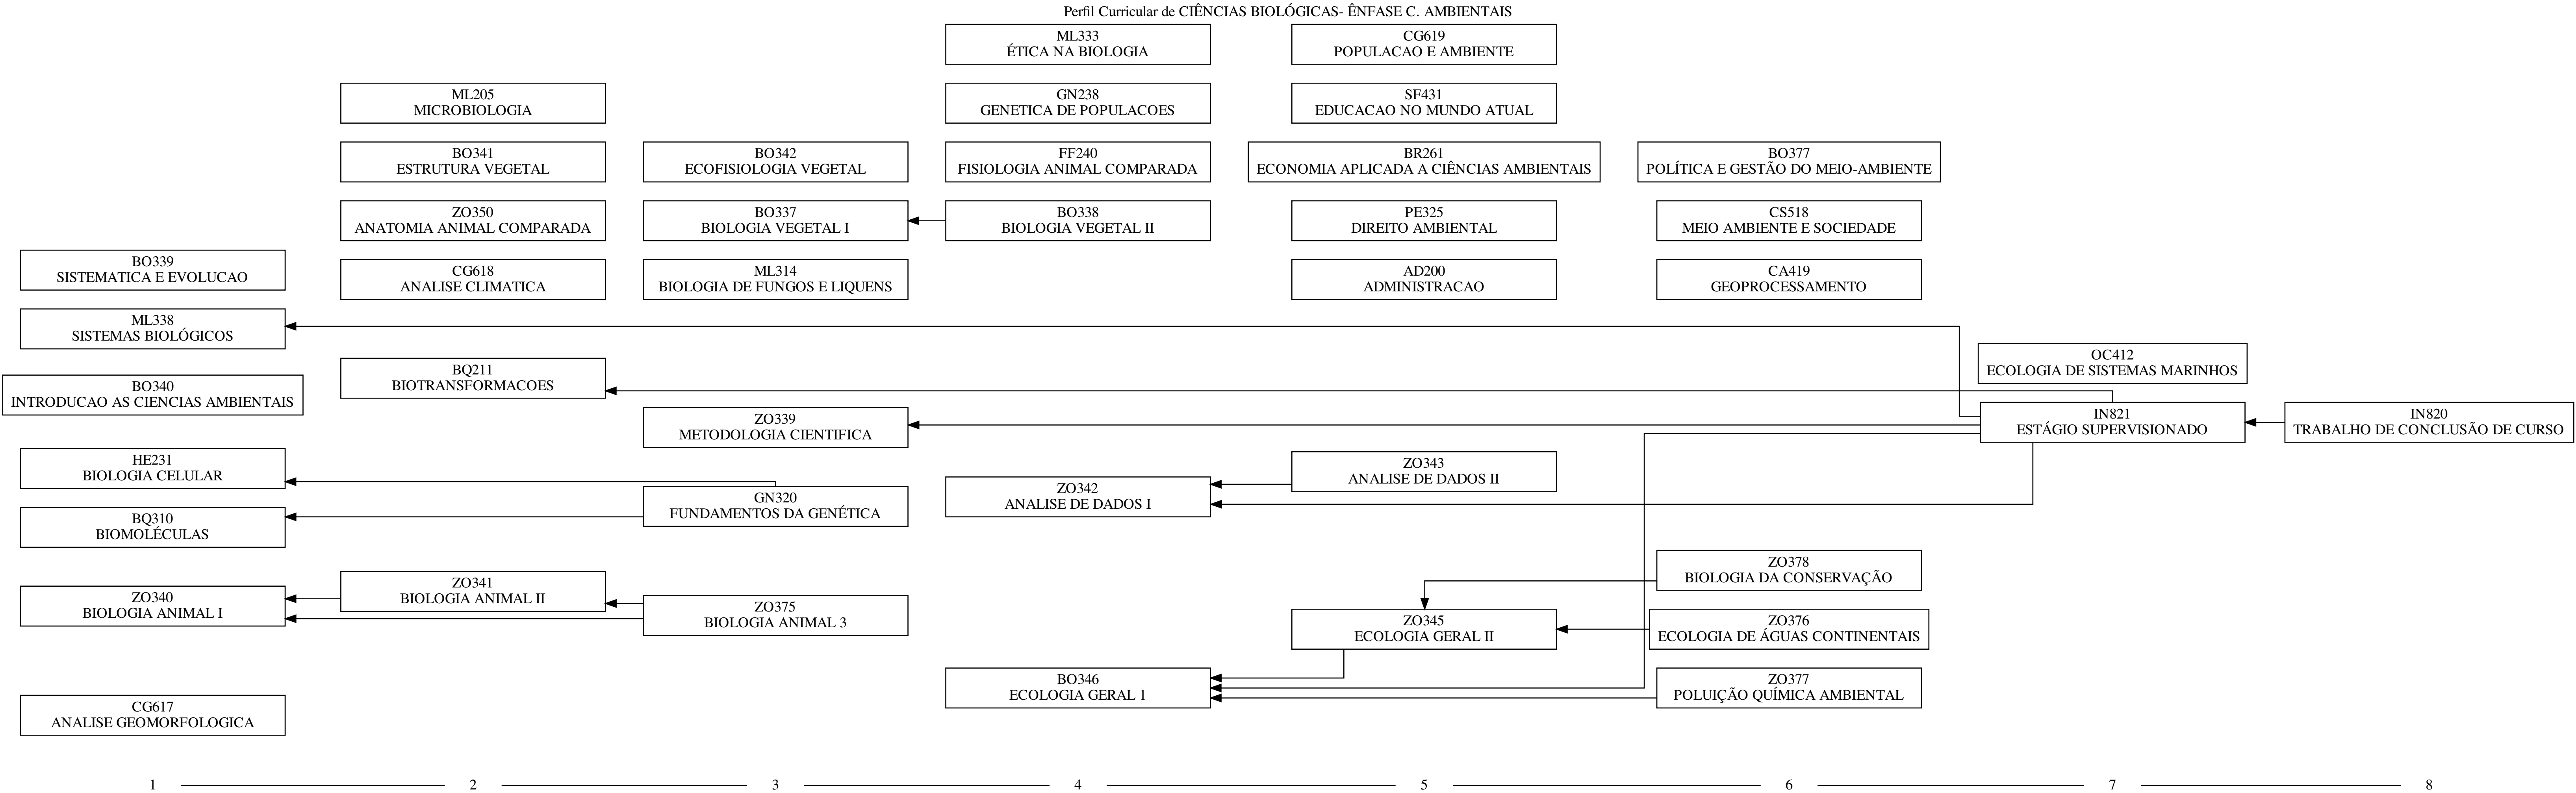 Perfil Curricular de CIÊNCIAS BIOLÓGICAS- ÊNFASE C. AMBIENTAIS
BO339
SISTEMATICA E EVOLUCAO
ML338
SISTEMAS BIOLÓGICOS
BO340
INTRODUCAO AS CIENCIAS AMBIENTAIS
HE231
BIOLOGIA CELULAR
BQ310
BIOMOLÉCULAS
ZO340
BIOLOGIA ANIMAL I
CG617
ANALISE GEOMORFOLOGICA
ML205
MICROBIOLOGIA
BO341
ESTRUTURA VEGETAL
ZO350
ANATOMIA ANIMAL COMPARADA
CG618
ANALISE CLIMATICA
BQ211
BIOTRANSFORMACOES
ZO341
BIOLOGIA ANIMAL II
BO342
ECOFISIOLOGIA VEGETAL
BO337
BIOLOGIA VEGETAL I
ML314
BIOLOGIA DE FUNGOS E LIQUENS
ZO339
METODOLOGIA CIENTIFICA
GN320
FUNDAMENTOS DA GENÉTICA
ZO375
BIOLOGIA ANIMAL 3
ML333
ÉTICA NA BIOLOGIA
GN238
GENETICA DE POPULACOES
FF240
FISIOLOGIA ANIMAL COMPARADA
BO338
BIOLOGIA VEGETAL II
ZO342
ANALISE DE DADOS I
BO346
ECOLOGIA GERAL 1
CG619
POPULACAO E AMBIENTE
SF431
EDUCACAO NO MUNDO ATUAL
BR261
ECONOMIA APLICADA A CIÊNCIAS AMBIENTAIS
PE325
DIREITO AMBIENTAL
AD200
ADMINISTRACAO
ZO343
ANALISE DE DADOS II
ZO345
ECOLOGIA GERAL II
BO377
POLÍTICA E GESTÃO DO MEIO-AMBIENTE
CS518
MEIO AMBIENTE E SOCIEDADE
CA419
GEOPROCESSAMENTO
ZO378
BIOLOGIA DA CONSERVAÇÃO
ZO376
ECOLOGIA DE ÁGUAS CONTINENTAIS
ZO377
POLUIÇÃO QUÍMICA AMBIENTAL
OC412
ECOLOGIA DE SISTEMAS MARINHOS
IN821
ESTÁGIO SUPERVISIONADO
IN820
TRABALHO DE CONCLUSÃO DE CURSO
1 2 3 4 5 6 7 8